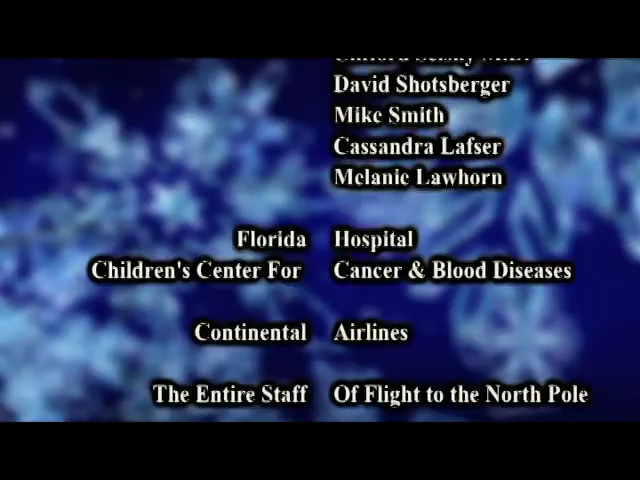 David Shotsberger
Mike Smith
Cassandra Lafser
Melanie Lawhorn
Florida Hospital
Children's Center For Cancer & Blood Diseases
Continental Airlines
The Entire Staff Of Flight to the North Pole